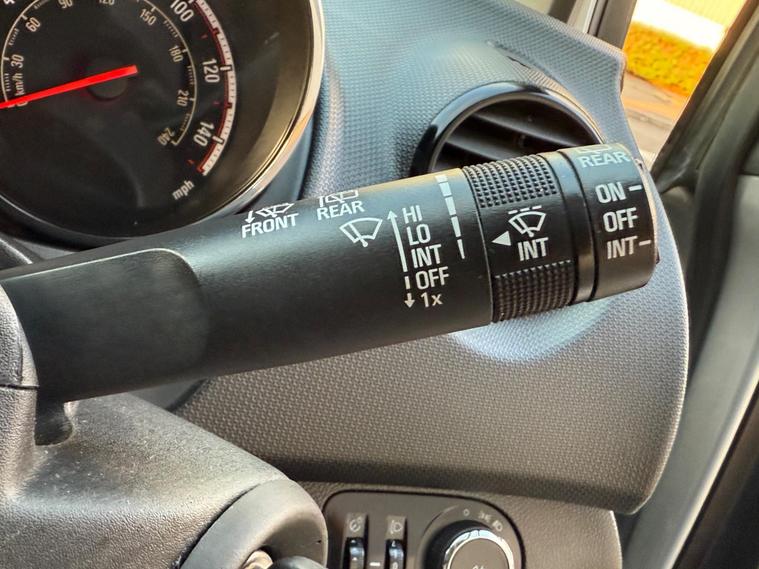 100
120
140
mph
30
60
90
120
150
180
210
240
km/h
FRONT
REAR
HI
LO
INT
OFF
1x
INT
REAR
ON
OFF
INT